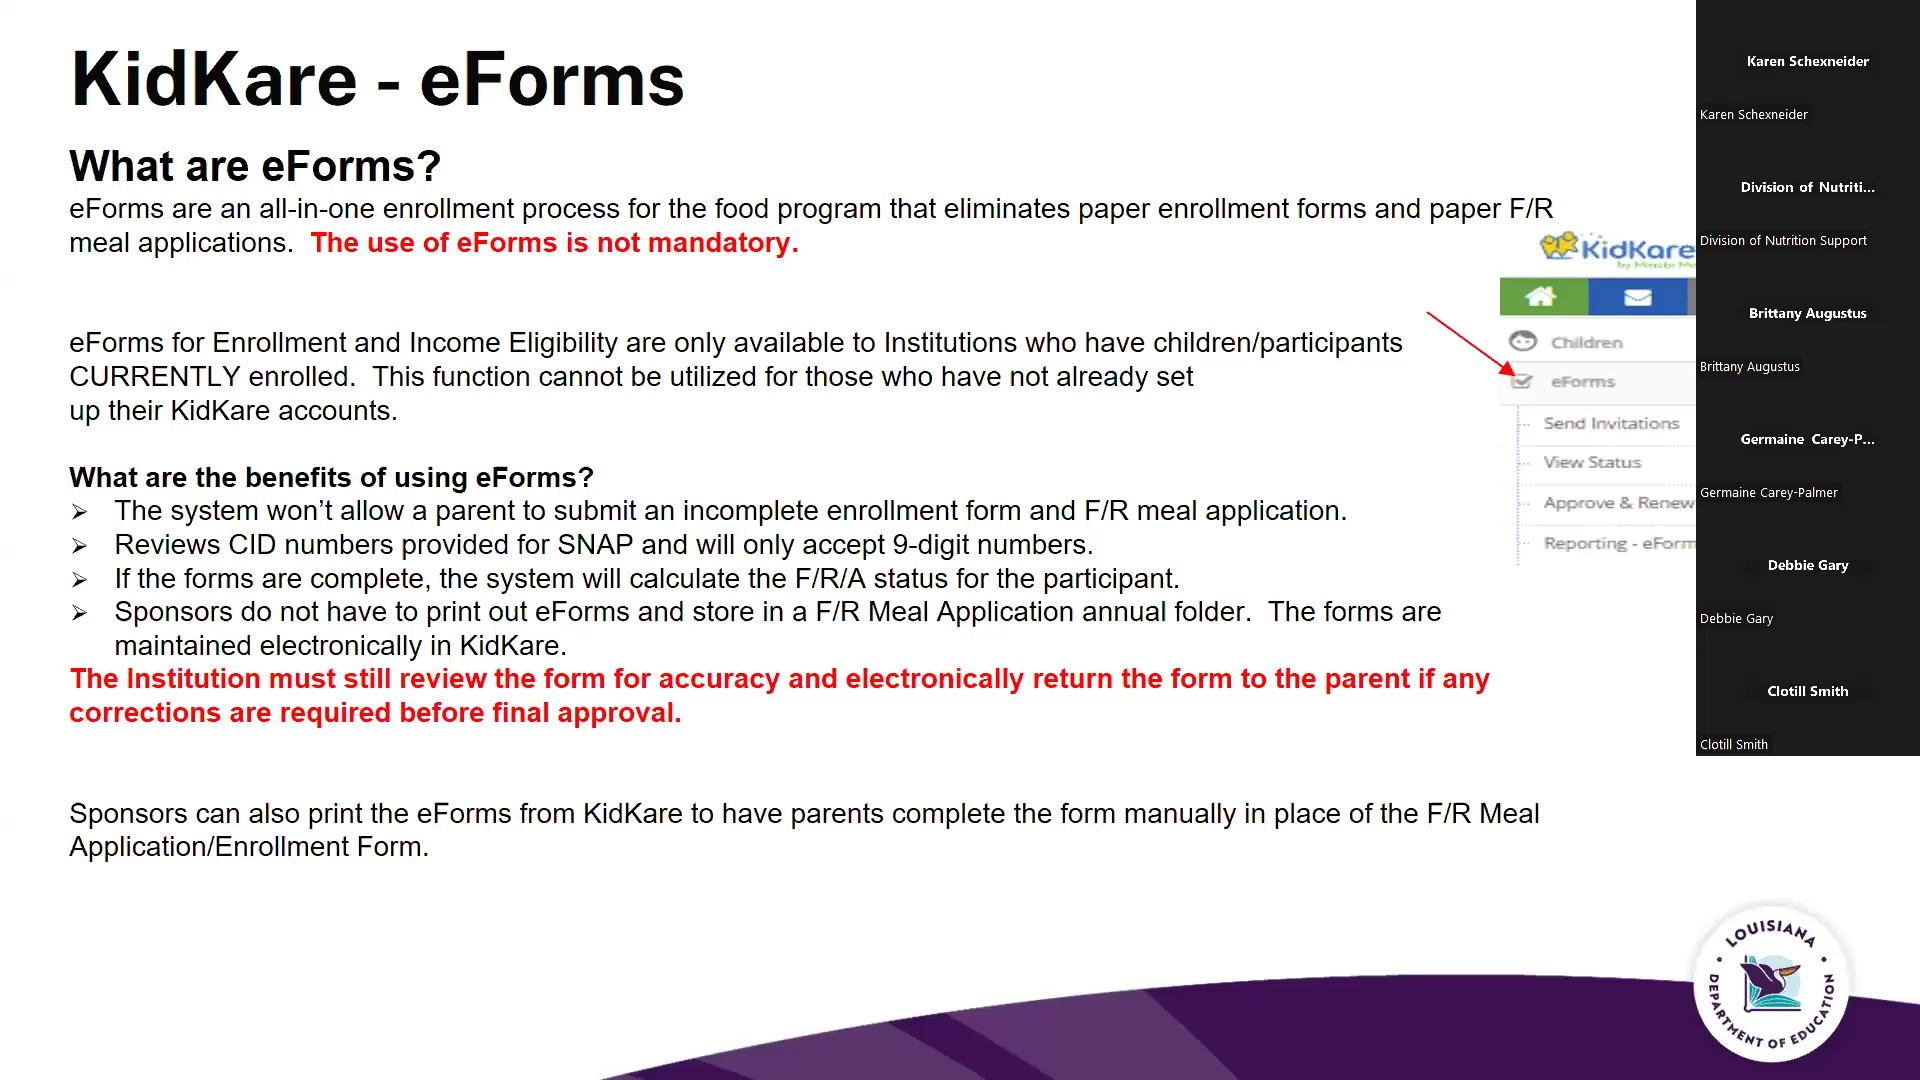 KidKare - eForms
What are eForms?
eForms are an all-in-one enrollment process for the food program that eliminates paper enrollment forms and paper F/R
meal applications.  The use of eForms is not mandatory.
eForms for Enrollment and Income Eligibility are only available to Institutions who have children/participants
CURRENTLY enrolled.  This function cannot be utilized for those who have not already set
up their KidKare accounts.
What are the benefits of using eForms?
➢ The system won’t allow a parent to submit an incomplete enrollment form and F/R meal application.
➢ Reviews CID numbers provided for SNAP and will only accept 9-digit numbers.
➢ If the forms are complete, the system will calculate the F/R/A status for the participant.
➢ Sponsors do not have to print out eForms and store in a F/R Meal Application annual folder.  The forms are
maintained electronically in KidKare.
The Institution must still review the form for accuracy and electronically return the form to the parent if any
corrections are required before final approval.
Sponsors can also print the eForms from KidKare to have parents complete the form manually in place of the F/R Meal
Application/Enrollment Form.
KidKare
by Minute
Children
eForms
Send Invitations
View Status
Approve & Renew
Reporting - eForm
Karen Schexneider
Karen Schexneider
Division of Nutriti...
Division of Nutrition Support
Brittany Augustus
Brittany Augustus
Germaine Carey-P...
Germaine Carey-Palmer
Debbie Gary
Debbie Gary
Clotill Smith
Clotill Smith
LOUISIANA
DEPARTMENT OF EDUCATION